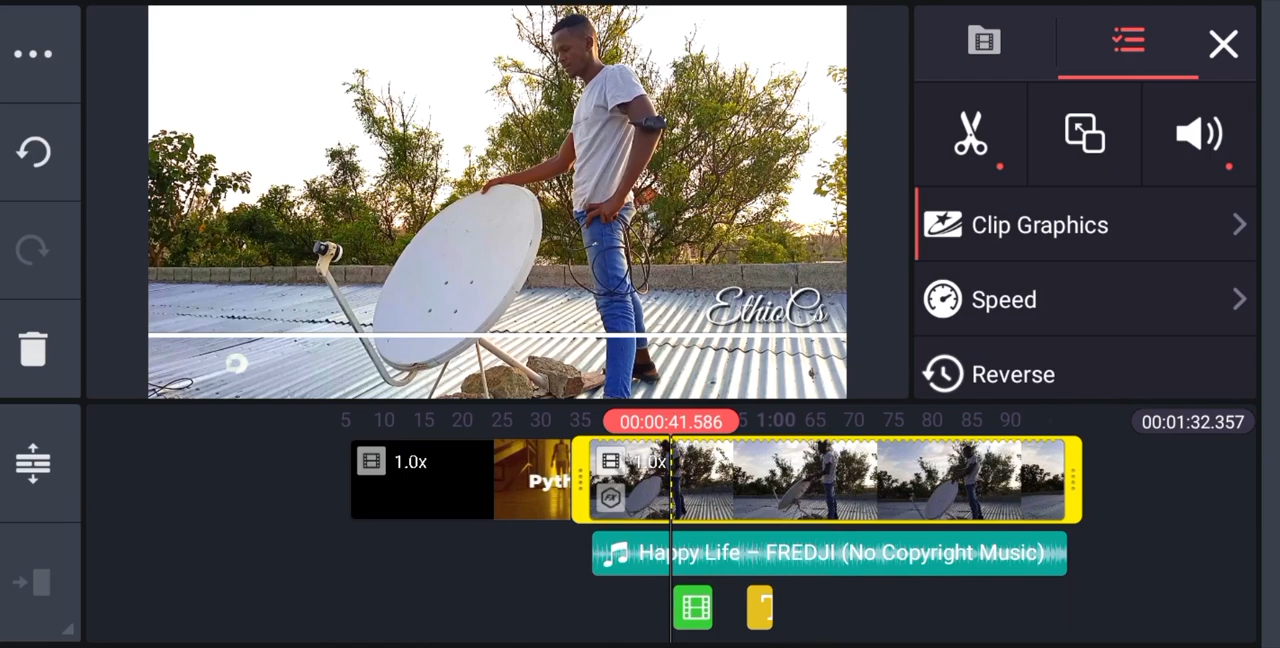 Clip Graphics
Speed
EthioCs
Reverse
5 10 15 20 25 30 35 00:00:41.586 5 1:00 65 70 75 80 85 90 00:01:32.357
1.0x
Pyth
1.0x
Happy Life – FREDJI (No Copyright Music)